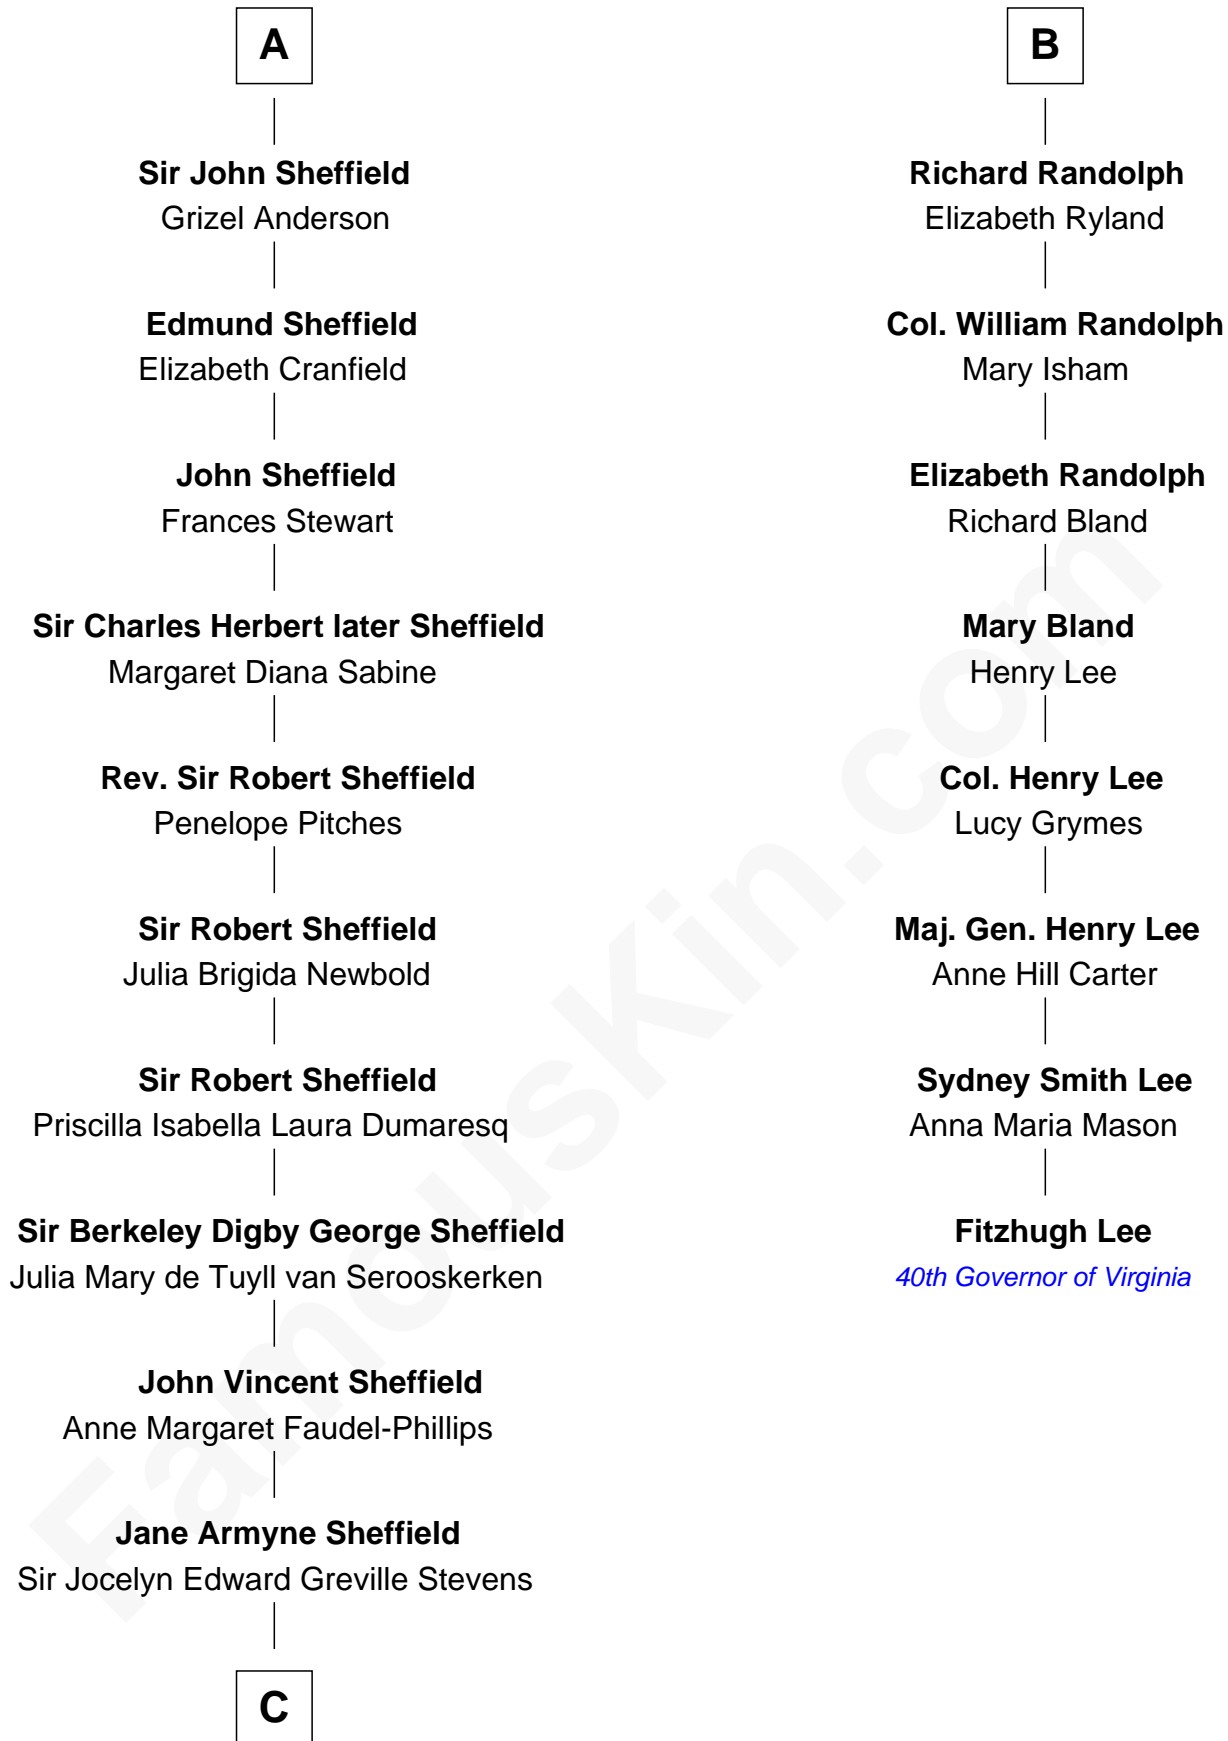 A
Sir John Sheffield
Grizel Anderson
Edmund Sheffield
Elizabeth Cranfield
John Sheffield
Frances Stewart
Sir Charles Herbert later Sheffield
Margaret Diana Sabine
Rev. Sir Robert Sheffield
Penelope Pitches
Sir Robert Sheffield
Julia Brigida Newbold
Sir Robert Sheffield
Priscilla Isabella Laura Dumaresq
Sir Berkeley Digby George Sheffield
Julia Mary de Tuyll van Serooskerken
John Vincent Sheffield
Anne Margaret Faudel-Phillips
Jane Armyne Sheffield
Sir Jocelyn Edward Greville Stevens
C
B
Richard Randolph
Elizabeth Ryland
Col. William Randolph
Mary Isham
Elizabeth Randolph
Richard Bland
Mary Bland
Henry Lee
Col. Henry Lee
Lucy Grymes
Maj. Gen. Henry Lee
Anne Hill Carter
Sydney Smith Lee
Anna Maria Mason
Fitzhugh Lee
40th Governor of Virginia
FamousKin.com